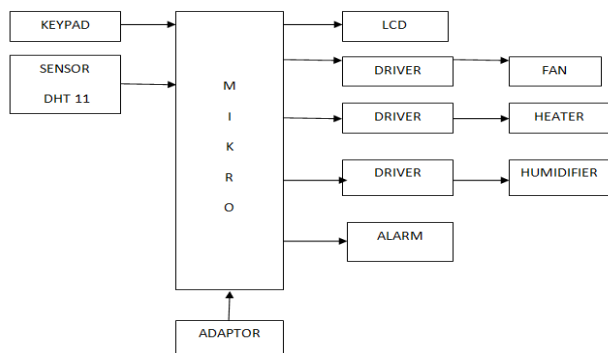 KEYPAD
SENSOR
DHT 11
M
I
K
R
O
LCD
DRIVER
FAN
DRIVER
HEATER
DRIVER
HUMIDIFIER
ALARM
ADAPTOR